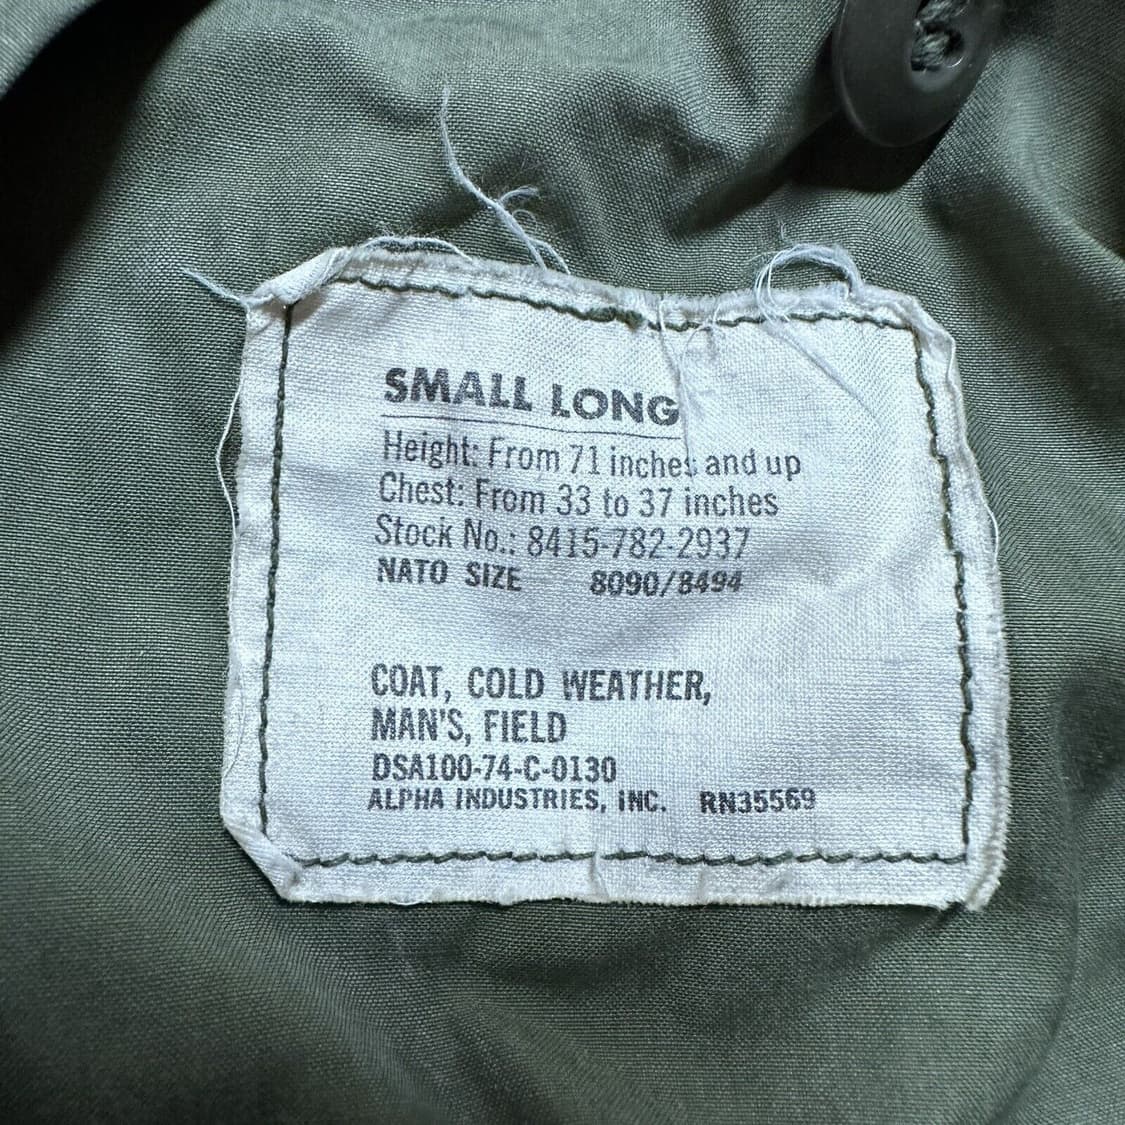 SMALL LONG
Height: From 71 inches and up
Chest: From 33 to 37 inches
Stock No.: 8415-782-2937
NATO SIZE 8090/8494
COAT, COLD WEATHER,
MAN'S, FIELD
DSA100-74-C-0130
ALPHA INDUSTRIES, INC. RN35569